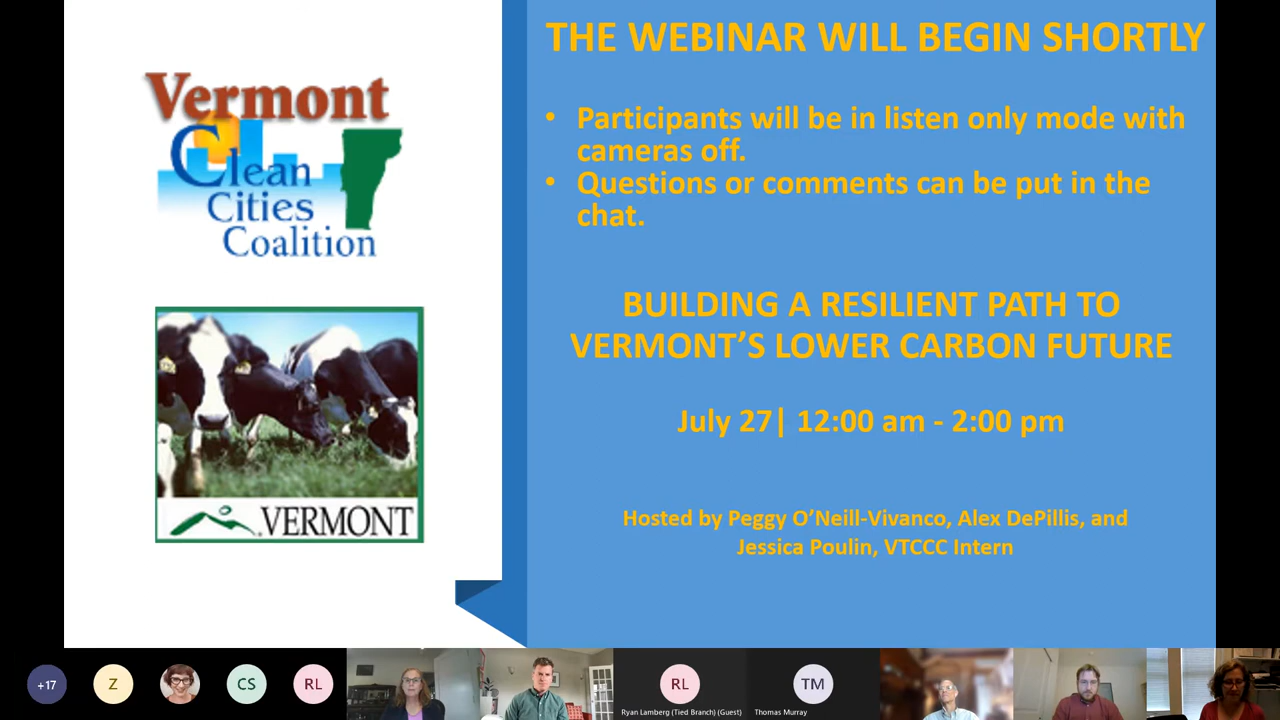 THE WEBINAR WILL BEGIN SHORTLY
• Participants will be in listen only mode with
cameras off.
• Questions or comments can be put in the
chat.
BUILDING A RESILIENT PATH TO
VERMONT’S LOWER CARBON FUTURE
July 27| 12:00 am - 2:00 pm
Hosted by Peggy O’Neill-Vivanco, Alex DePillis, and
Jessica Poulin, VTCCC Intern
Vermont
Clean
Cities
Coalition
VERMONT
+17
Z
CS
RL
RL
Ryan Lamberg (Tied Branch) (Guest)
TM
Thomas Murray